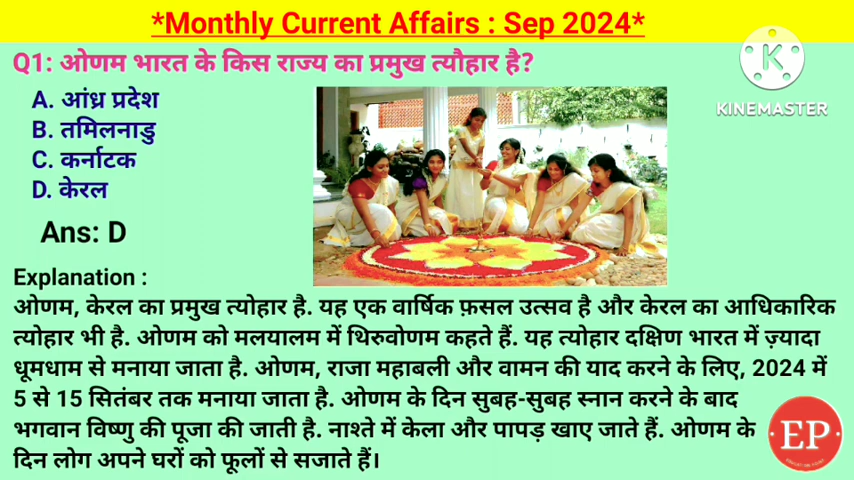 *Monthly Current Affairs : Sep 2024*
Q1: ओणम भारत के किस राज्य का प्रमुख त्यौहार है?
A. आंध्र प्रदेश
B. तमिलनाडु
C. कर्नाटक
D. केरल
Ans: D
KINEMASTER
Explanation :
ओणम, केरल का प्रमुख त्योहार है. यह एक वार्षिक फ़सल उत्सव है और केरल का आधिकारिक
त्योहार भी है. ओणम को मलयालम में थिरुवोणम कहते हैं. यह त्योहार दक्षिण भारत में ज़्यादा
धूमधाम से मनाया जाता है. ओणम, राजा महाबली और वामन की याद करने के लिए, 2024 में
5 से 15 सितंबर तक मनाया जाता है. ओणम के दिन सुबह-सुबह स्नान करने के बाद
भगवान विष्णु की पूजा की जाती है. नाश्ते में केला और पापड़ खाए जाते हैं. ओणम के
दिन लोग अपने घरों को फूलों से सजाते हैं।
EP